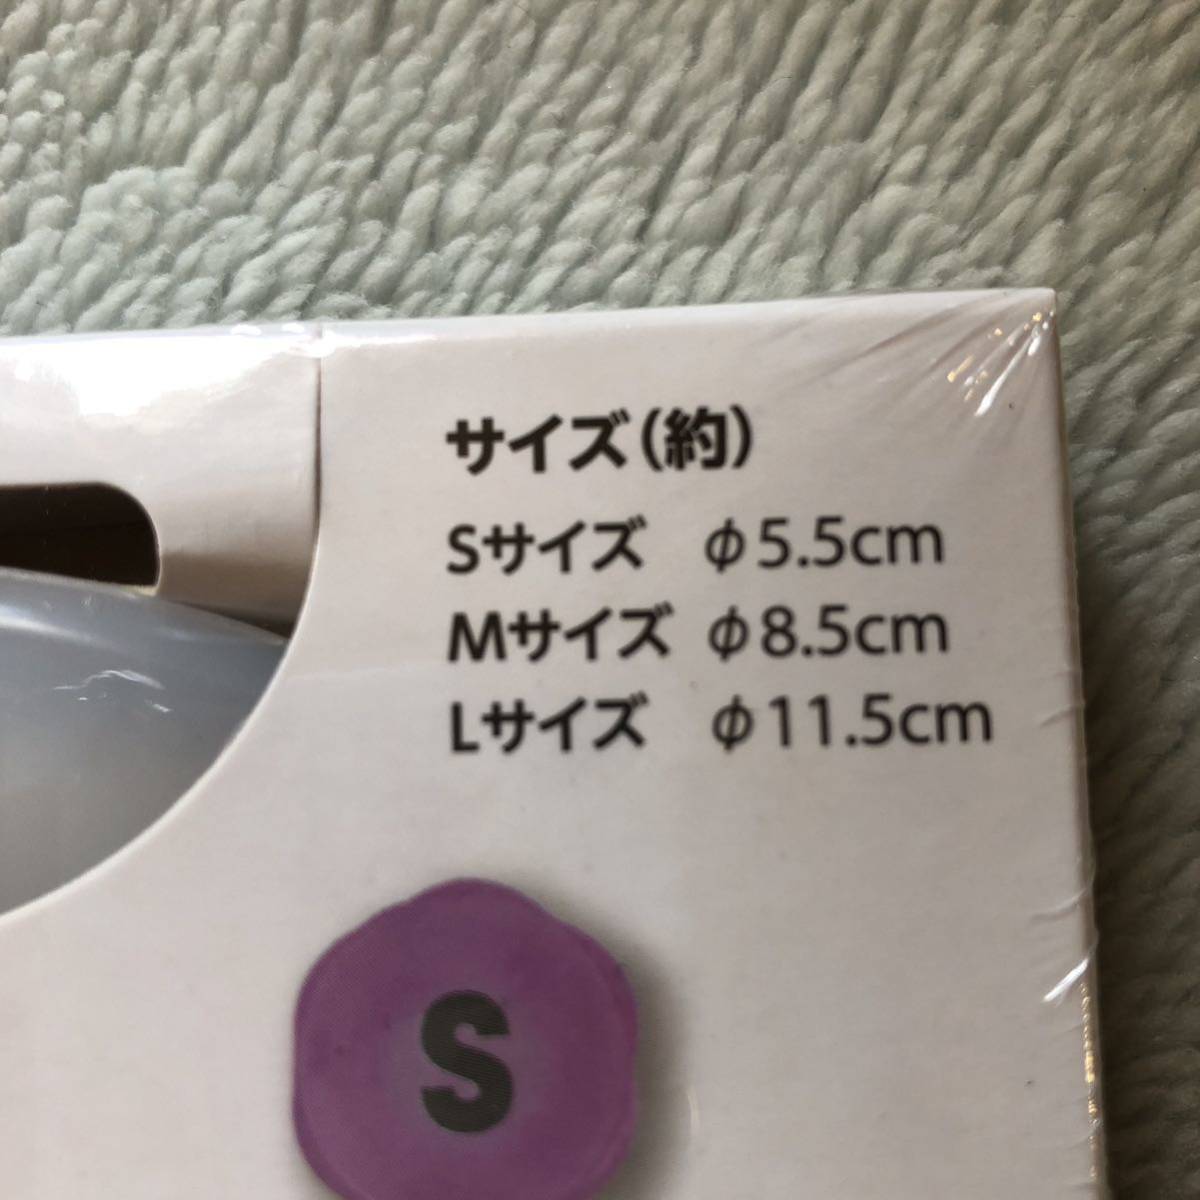 サイズ(約)
Sサイズ φ5.5cm
Mサイズ φ8.5cm
Lサイズ φ11.5cm
S